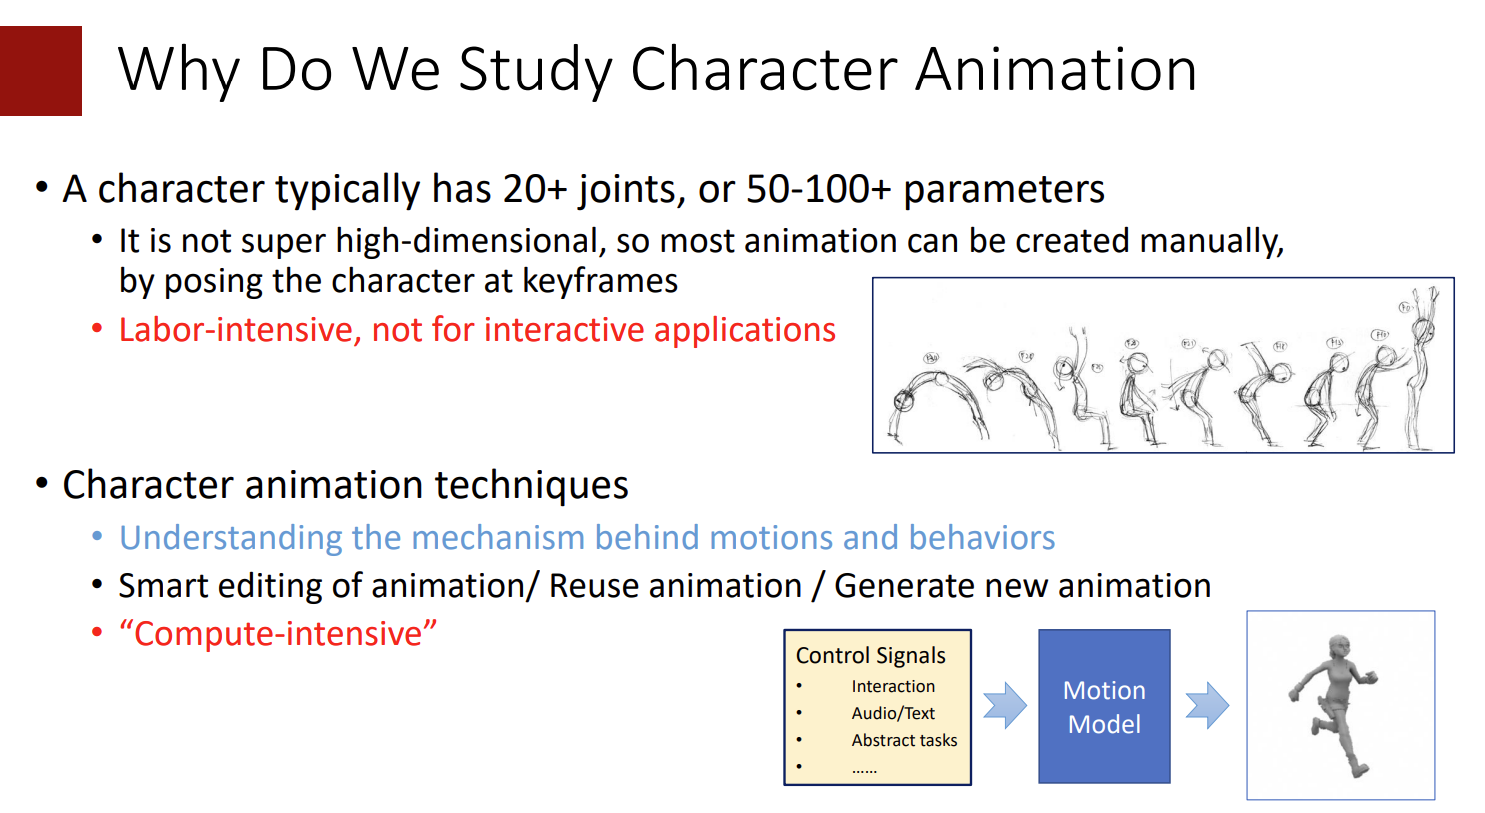 Why Do We Study Character Animation
• A character typically has 20+ joints, or 50-100+ parameters
• It is not super high-dimensional, so most animation can be created manually,
by posing the character at keyframes
• Labor-intensive, not for interactive applications
• Character animation techniques
• Understanding the mechanism behind motions and behaviors
• Smart editing of animation/ Reuse animation / Generate new animation
• “Compute-intensive”
Control Signals
• Interaction
• Audio/Text
• Abstract tasks
• ......
Motion
Model